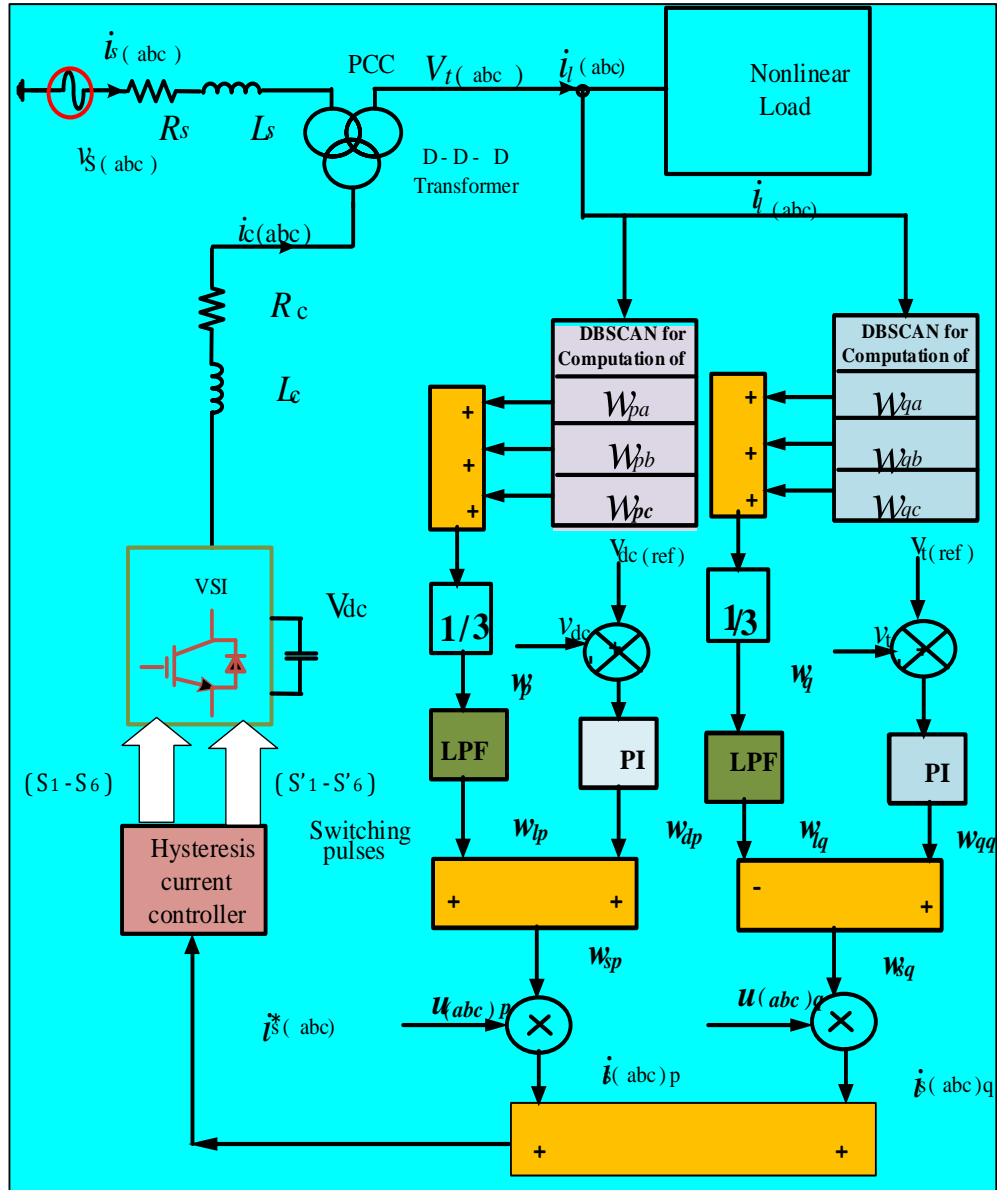 is(abc)
Rs
Ls
vS(abc)
PCC
Vt(abc)
il(abc)
Nonlinear
Load
D-D- D
Transformer
ic(abc)
il(abc)
Rc
Lc
DBSCAN for
Computation of
Wpa
Wpb
Wpc
DBSCAN for
Computation of
Wqa
Wqb
Wqc
+
+
+
+
+
+
VSI
Vdc
1/3
vdc(ref)
vdc
+
-
wp
LPF
PI
1/3
vt(ref)
vt
+
-
wq
LPF
PI
(S1-S6)
(S'1-S'6)
Switching
pulses
Hysteresis
current
controller
wlp
wdp
wlq
wqq
+
+
-
+
wsp
wsq
u(abc)p
×
u(abc)q
×
i*s(abc)
is(abc)p
is(abc)q
+
+